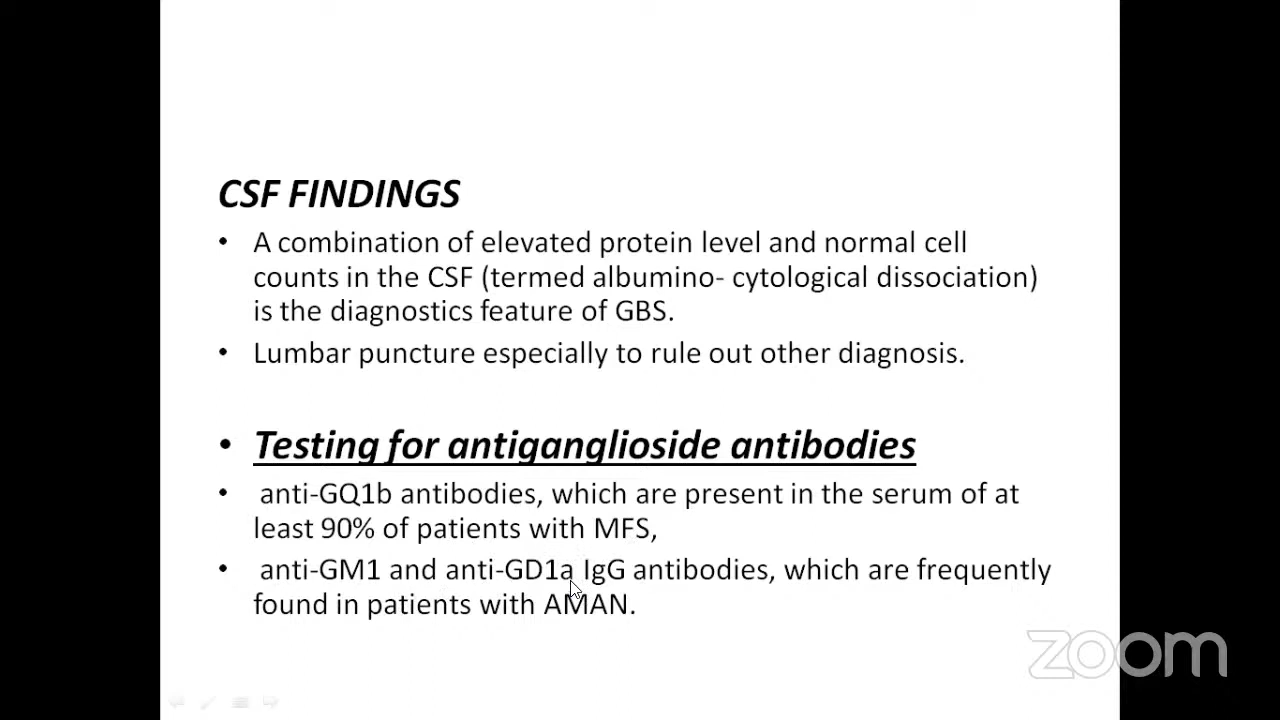 CSF FINDINGS
• A combination of elevated protein level and normal cell
counts in the CSF (termed albumino- cytological dissociation)
is the diagnostics feature of GBS.
• Lumbar puncture especially to rule out other diagnosis.
• Testing for antiganglioside antibodies
• anti-GQ1b antibodies, which are present in the serum of at
least 90% of patients with MFS,
• anti-GM1 and anti-GD1a IgG antibodies, which are frequently
found in patients with AMAN.
zoom